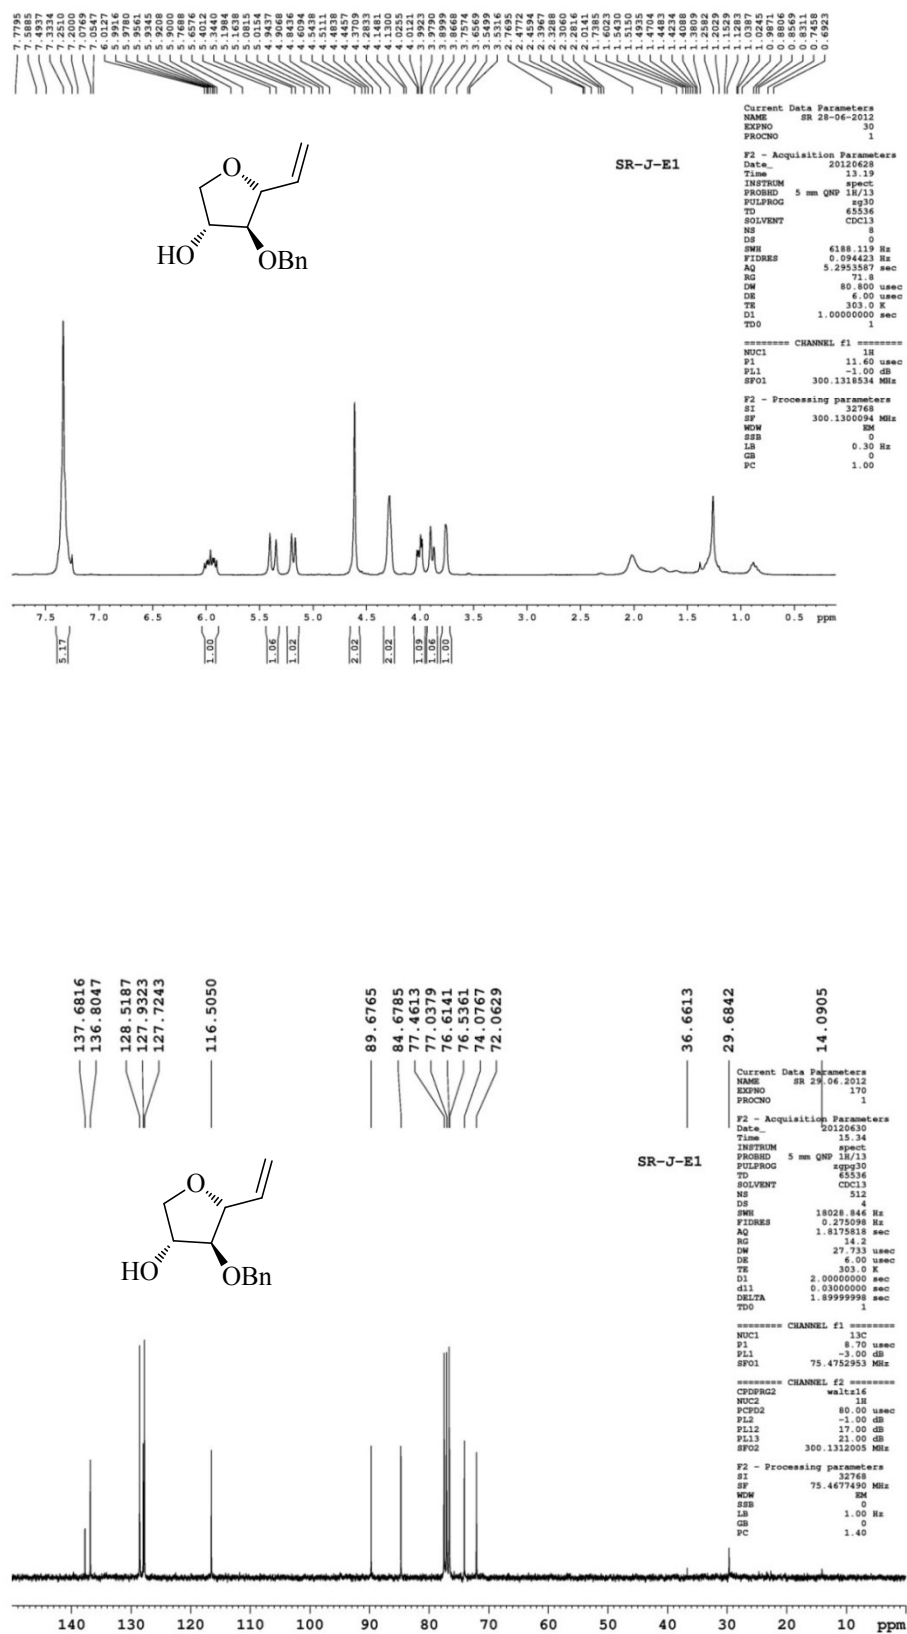 7.7795
7.5885
7.4937
7.3334
7.2510
7.2000
7.0769
7.0547
6.0127
5.9916
5.9780
5.9561
5.9345
5.9208
5.9000
5.7688
5.6576
5.4012
5.3440
5.1984
5.1638
5.0815
5.0154
4.9437
4.9068
4.8436
4.6094
4.5438
4.5111
4.4838
4.4457
4.3709
4.2833
4.1481
4.1300
4.0255
4.0121
3.9923
3.9790
3.8999
3.8668
3.7574
3.6569
3.5499
3.5316
2.7695
2.4772
2.4594
2.3967
2.3288
2.3060
2.2816
2.0141
1.7385
1.6023
1.5430
1.5150
1.4935
1.4704
1.4483
1.4234
1.4088
1.3809
1.2582
1.2029
1.1529
1.1283
1.0387
1.0245
0.9871
0.8806
0.8569
0.8311
0.7458
0.6923
O
HO
OBn
SR-J-E1
Current Data Parameters
NAME SR 28-06-2012
EXPNO 30
PROCNO 1
F2 - Acquisition Parameters
Date_ 20120628
Time 13.19
INSTRUM spect
PROBHD 5 mm QNP 1H/13
PULPROG zg30
TD 65536
SOLVENT CDCl3
NS 8
DS 0
SWH 6188.119 Hz
FIDRES 0.094423 Hz
AQ 5.2953587 sec
RG 71.8
DW 80.800 usec
DE 6.00 usec
TE 303.0 K
D1 1.00000000 sec
TD0 1
======== CHANNEL f1 ========
NUC1 1H
P1 11.60 usec
PL1 -1.00 dB
SFO1 300.1318534 MHz
F2 - Processing parameters
SI 32768
SF 300.1300094 MHz
WDW EM
SSB 0
LB 0.30 Hz
GB 0
PC 1.00
7.5 7.0 6.5 6.0 5.5 5.0 4.5 4.0 3.5 3.0 2.5 2.0 1.5 1.0 0.5 ppm
5.17 1.00 1.06 1.02 2.02 2.02 1.09 1.06 1.00
137.6816
136.8047
128.5187
127.9323
127.7243
116.5050
89.6765
84.6785
77.4613
77.0379
76.6141
76.5361
74.0767
72.0629
36.6613
29.6842
14.0905
O
HO
OBn
SR-J-E1
Current Data Parameters
NAME SR 29.06.2012
EXPNO 170
PROCNO 1
F2 - Acquisition Parameters
Date_ 20120630
Time 15.34
INSTRUM spect
PROBHD 5 mm QNP 1H/13
PULPROG zgpg30
TD 65536
SOLVENT CDCl3
NS 512
DS 4
SWH 18028.846 Hz
FIDRES 0.275098 Hz
AQ 1.8175818 sec
RG 14.2
DW 27.733 usec
DE 6.00 usec
TE 303.0 K
D1 2.00000000 sec
d11 0.03000000 sec
DELTA 1.89999998 sec
TD0 1
======== CHANNEL f1 ========
NUC1 13C
P1 8.70 usec
PL1 -3.00 dB
SFO1 75.4752953 MHz
======== CHANNEL f2 ========
CPDPRG2 waltz16
NUC2 1H
PCPD2 80.00 usec
PL2 -1.00 dB
PL12 17.00 dB
PL13 21.00 dB
SFO2 300.1312005 MHz
F2 - Processing parameters
SI 32768
SF 75.4677490 MHz
WDW EM
SSB 0
LB 1.00 Hz
GB 0
PC 1.40
140 130 120 110 100 90 80 70 60 50 40 30 20 10 ppm